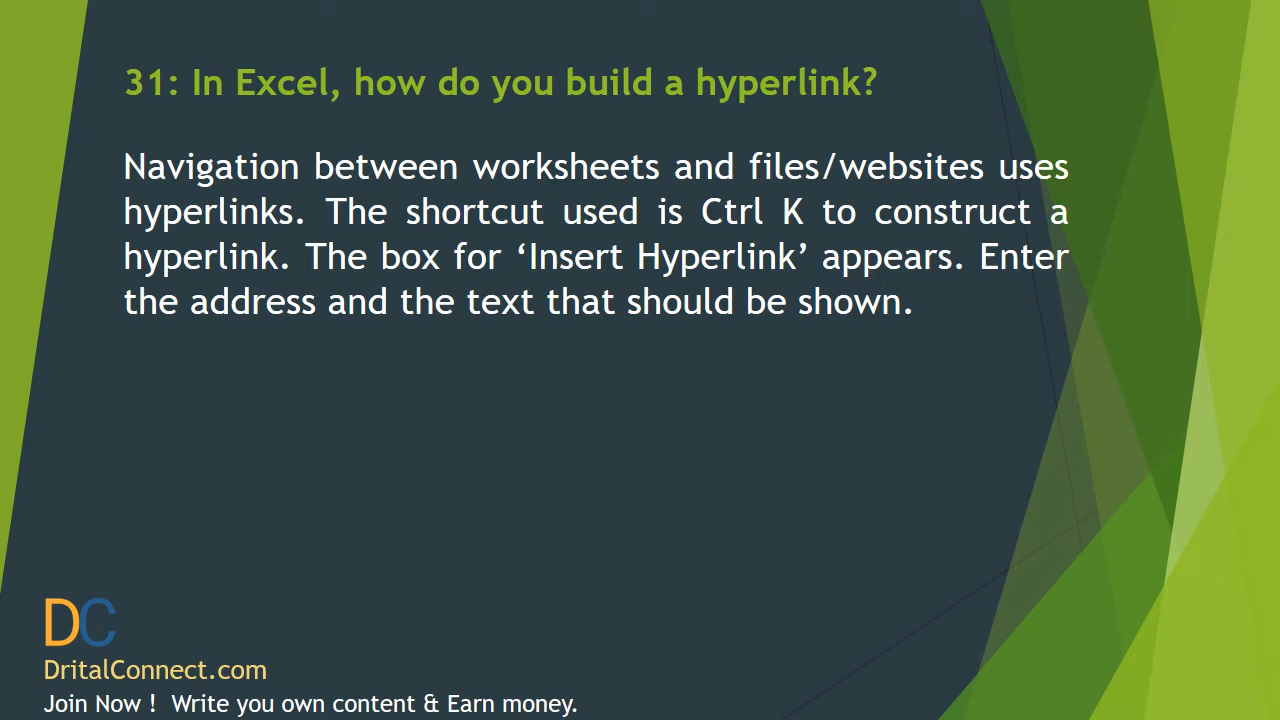 31: In Excel, how do you build a hyperlink?
Navigation between worksheets and files/websites uses
hyperlinks. The shortcut used is Ctrl K to construct a
hyperlink. The box for ‘Insert Hyperlink’ appears. Enter
the address and the text that should be shown.
DC
DritalConnect.com
Join Now ! Write you own content & Earn money.